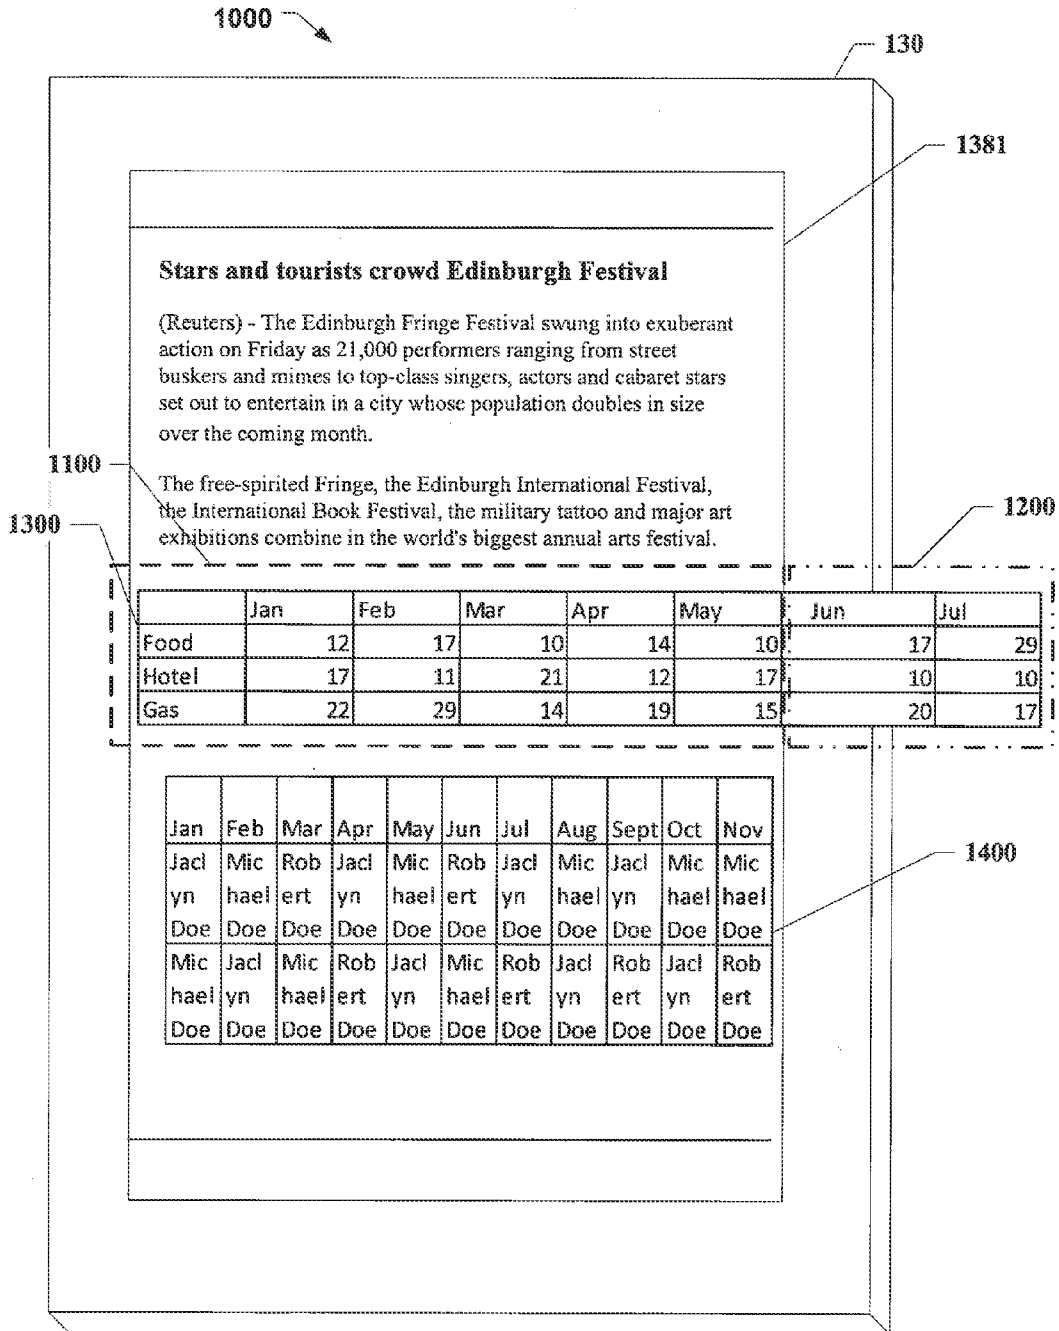 1000
130
1381
Stars and tourists crowd Edinburgh Festival
(Reuters) - The Edinburgh Fringe Festival swung into exuberant
action on Friday as 21,000 performers ranging from street
buskers and mimes to top-class singers, actors and cabaret stars
set out to entertain in a city whose population doubles in size
over the coming month.
1100
The free-spirited Fringe, the Edinburgh International Festival,
1300
the International Book Festival, the military tattoo and major art
1200
exhibitions combine in the world's biggest annual arts festival.
Jan Feb Mar Apr May Jun Jul
Food 12 17 10 14 10 17 29
Hotel 17 11 21 12 17 10 10
Gas 22 29 14 19 15 20 17
Jan Feb Mar Apr May Jun Jul Aug Sept Oct Nov
Jacl Mic Rob Jacl Mic Rob Jacl Mic Jacl Mic Mic
1400
yn hael ert yn hael ert yn hael yn hael hael
Doe Doe Doe Doe Doe Doe Doe Doe Doe Doe Doe
Mic Jacl Mic Rob Jacl Mic Rob Jacl Rob Jacl Rob
hael yn hael ert yn hael ert yn ert yn ert
Doe Doe Doe Doe Doe Doe Doe Doe Doe Doe Doe